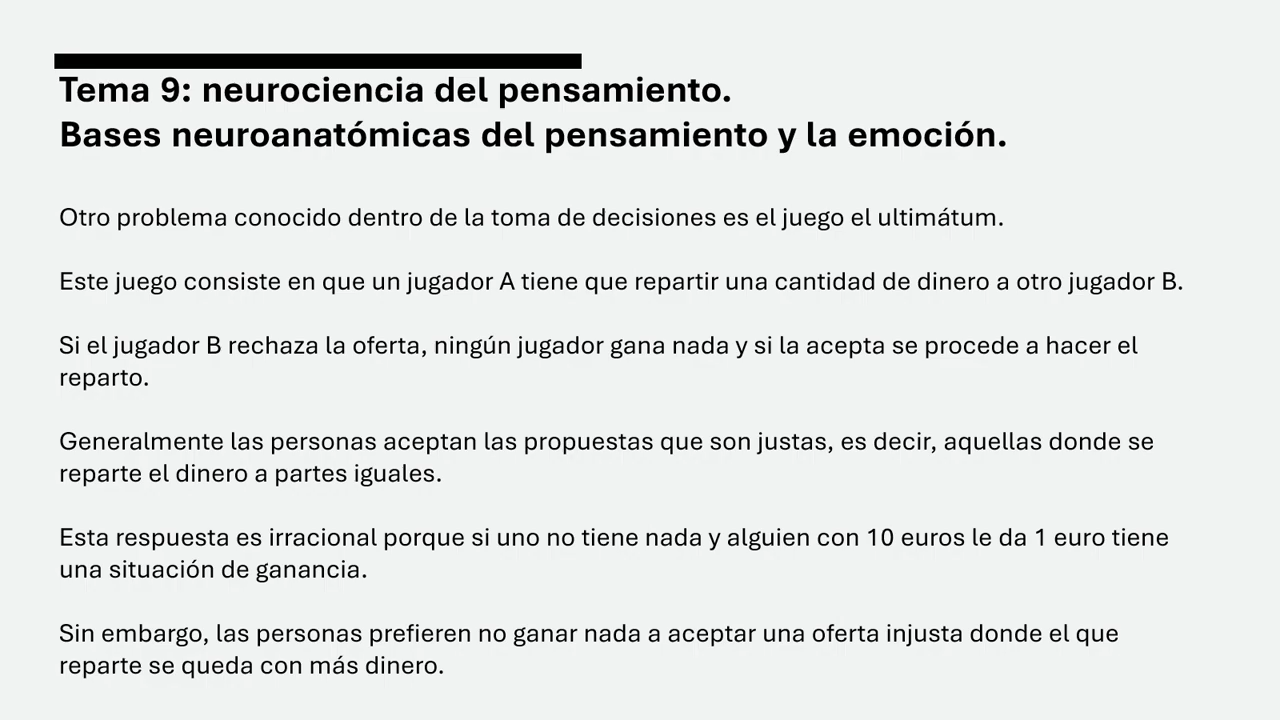 Tema 9: neurociencia del pensamiento.
Bases neuroanatómicas del pensamiento y la emoción.
Otro problema conocido dentro de la toma de decisiones es el juego el ultimátum.
Este juego consiste en que un jugador A tiene que repartir una cantidad de dinero a otro jugador B.
Si el jugador B rechaza la oferta, ningún jugador gana nada y si la acepta se procede a hacer el
reparto.
Generalmente las personas aceptan las propuestas que son justas, es decir, aquellas donde se
reparte el dinero a partes iguales.
Esta respuesta es irracional porque si uno no tiene nada y alguien con 10 euros le da 1 euro tiene
una situación de ganancia.
Sin embargo, las personas prefieren no ganar nada a aceptar una oferta injusta donde el que
reparte se queda con más dinero.